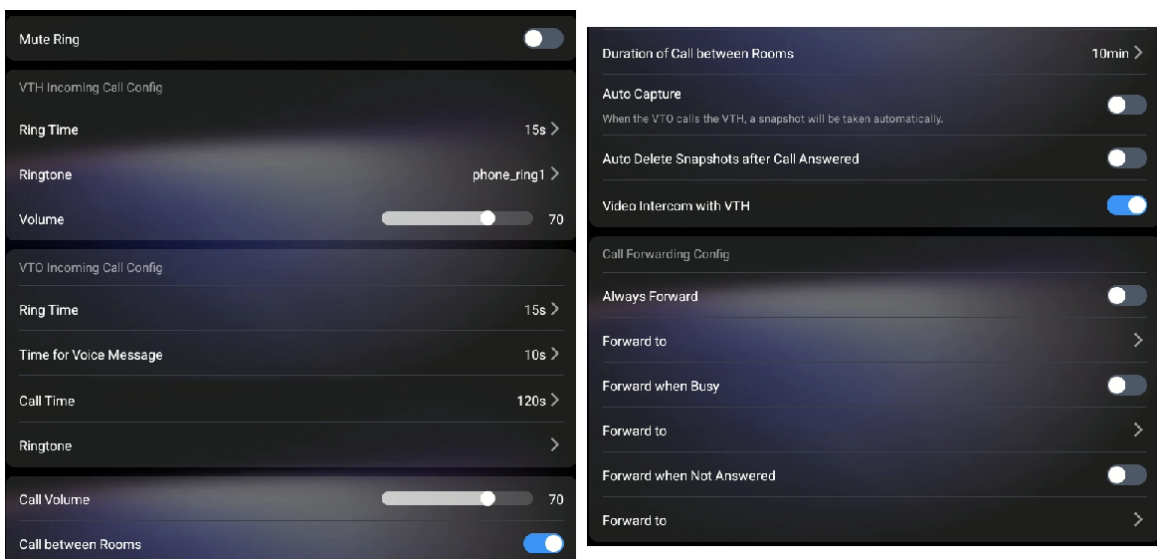 Mute Ring
VTH Incoming Call Config
Ring Time 15s
Ringtone phone_ring1
Volume 70
VTO Incoming Call Config
Ring Time 15s
Time for Voice Message 10s
Call Time 120s
Ringtone
Call Volume 70
Call between Rooms
Duration of Call between Rooms 10min
Auto Capture
When the VTO calls the VTH, a snapshot will be taken automatically.
Auto Delete Snapshots after Call Answered
Video Intercom with VTH
Call Forwarding Config
Always Forward
Forward to
Forward when Busy
Forward to
Forward when Not Answered
Forward to